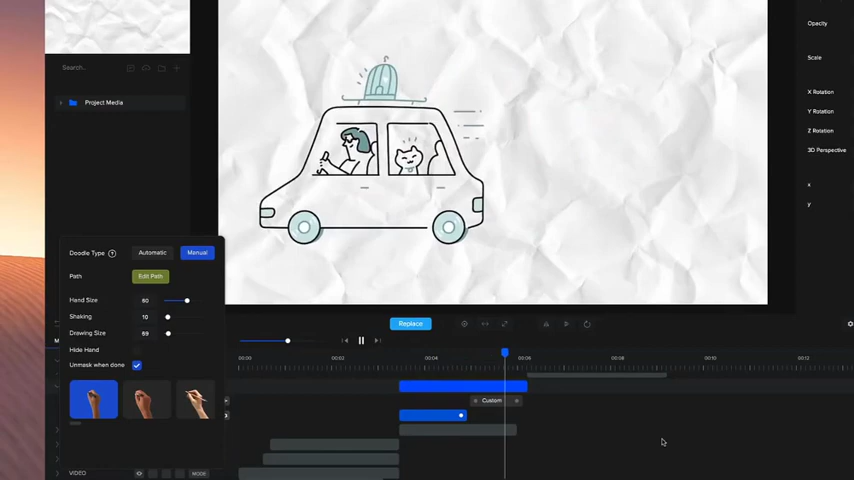 Search...
Project Media
Opacity
Scale
X Rotation
Y Rotation
Z Rotation
3D Perspective
x
y
Doodle Type ?
Automatic
Manual
Path
Edit Path
Hand Size
60
Shaking
10
Drawing Size
69
Hide Hand
Unmask when done
Replace
00:00
00:02
00:04
00:06
00:08
00:10
00:12
Custom
VIDEO
MODE